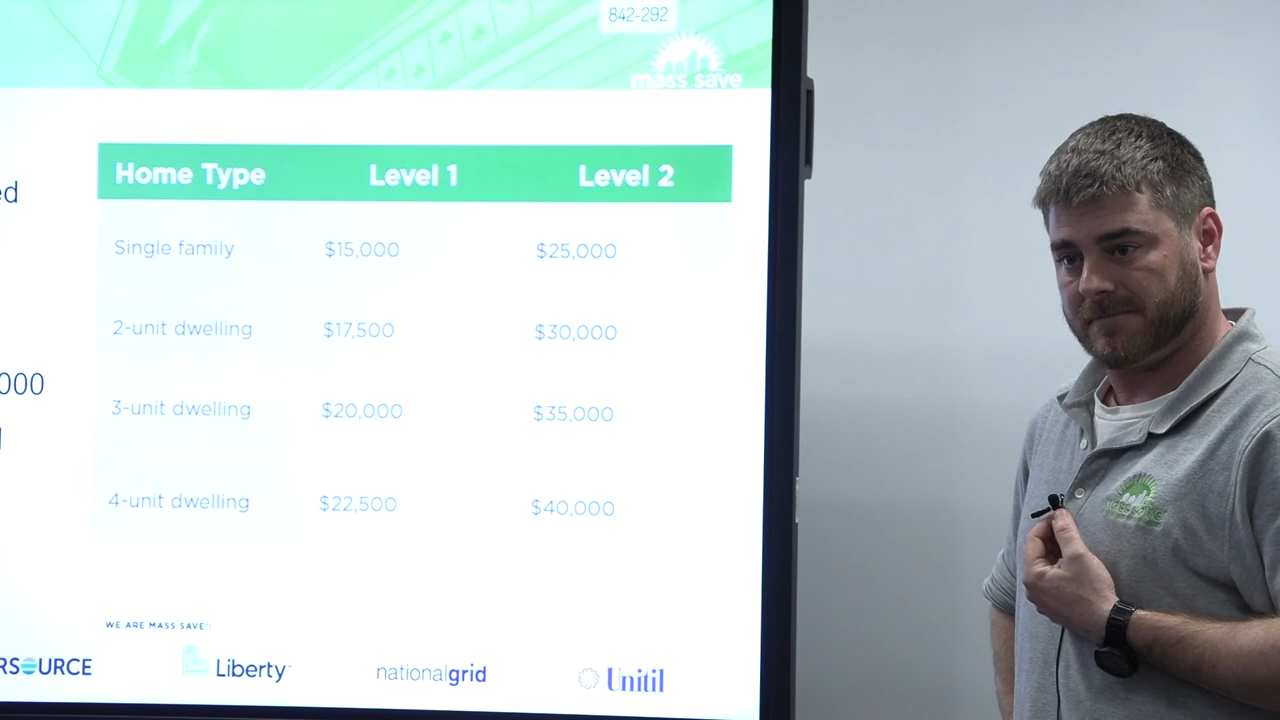 842-292
mass save
Home Type Level 1 Level 2
ed
Single family $15,000 $25,000
2-unit dwelling $17,500 $30,000
000
3-unit dwelling $20,000 $35,000
4-unit dwelling $22,500 $40,000
WE ARE MASS SAVE
RSOURCE Liberty nationalgrid Unitil
mass save